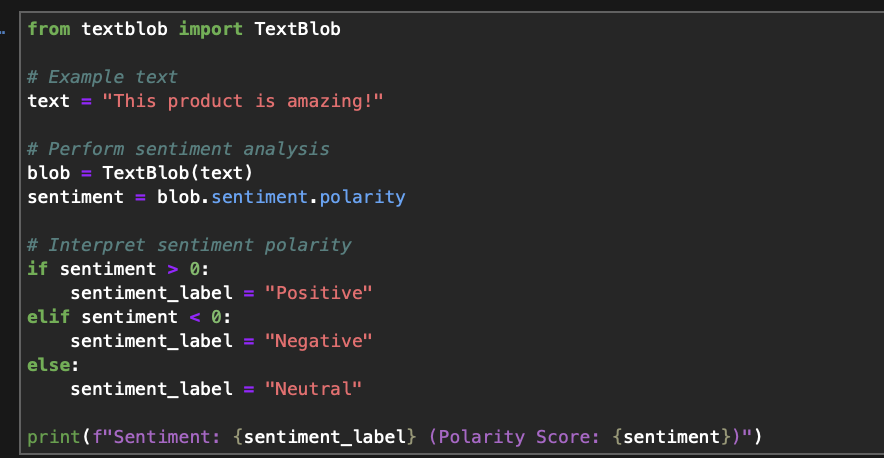 from textblob import TextBlob
# Example text
text = "This product is amazing!"
# Perform sentiment analysis
blob = TextBlob(text)
sentiment = blob.sentiment.polarity
# Interpret sentiment polarity
if sentiment > 0:
    sentiment_label = "Positive"
elif sentiment < 0:
    sentiment_label = "Negative"
else:
    sentiment_label = "Neutral"
print(f"Sentiment: {sentiment_label} (Polarity Score: {sentiment})")